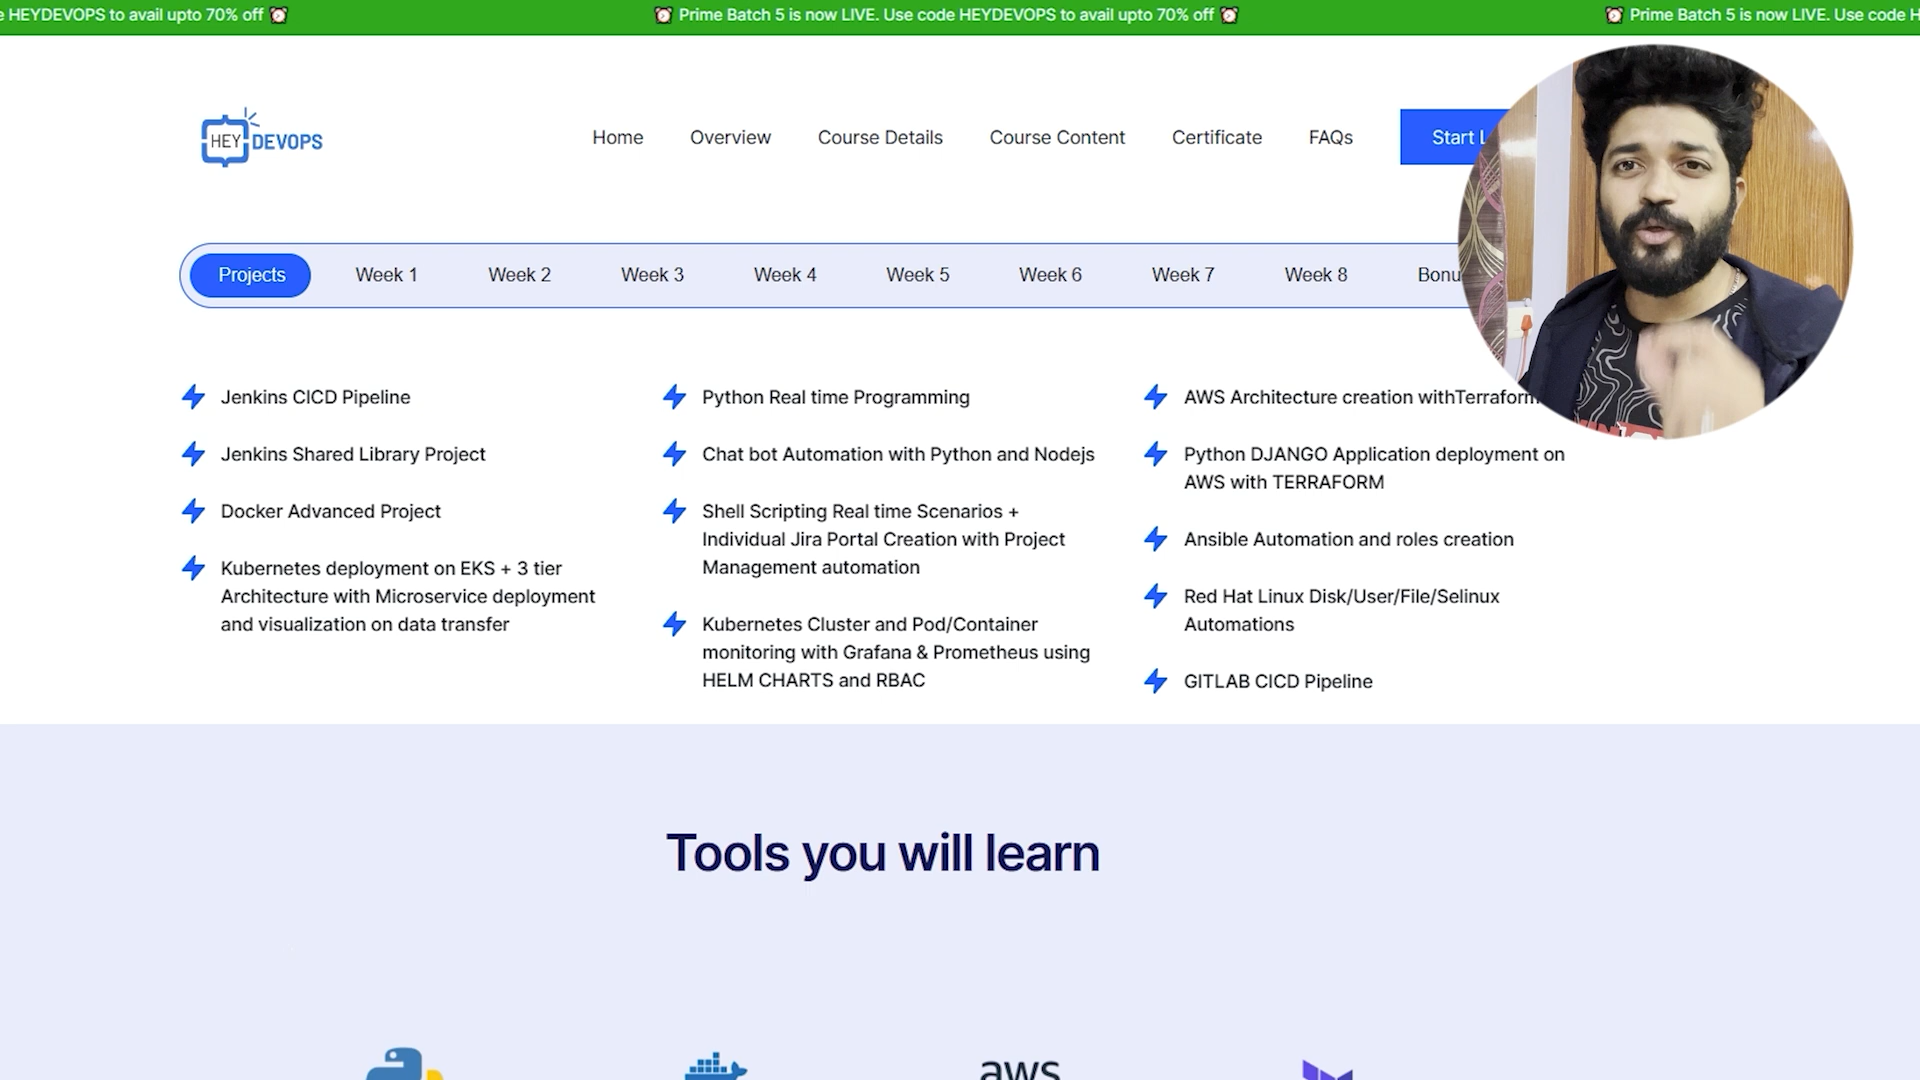 HEYDEVOPS to avail upto 70% off
Prime Batch 5 is now LIVE. Use code HEYDEVOPS to avail upto 70% off
Prime Batch 5 is now LIVE. Use code
HEY DEVOPS
Home
Overview
Course Details
Course Content
Certificate
FAQs
Start
Projects
Week 1
Week 2
Week 3
Week 4
Week 5
Week 6
Week 7
Week 8
Jenkins CICD Pipeline
Jenkins Shared Library Project
Docker Advanced Project
Kubernetes deployment on EKS + 3 tier
Architecture with Microservice deployment
and visualization on data transfer
Python Real time Programming
Chat bot Automation with Python and Nodejs
Shell Scripting Real time Scenarios +
Individual Jira Portal Creation with Project
Management automation
Kubernetes Cluster and Pod/Container
monitoring with Grafana & Prometheus using
HELM CHARTS and RBAC
AWS Architecture creation withTerraform
Python DJANGO Application deployment on
AWS with TERRAFORM
Ansible Automation and roles creation
Red Hat Linux Disk/User/File/Selinux
Automations
GITLAB CICD Pipeline
Tools you will learn
aws